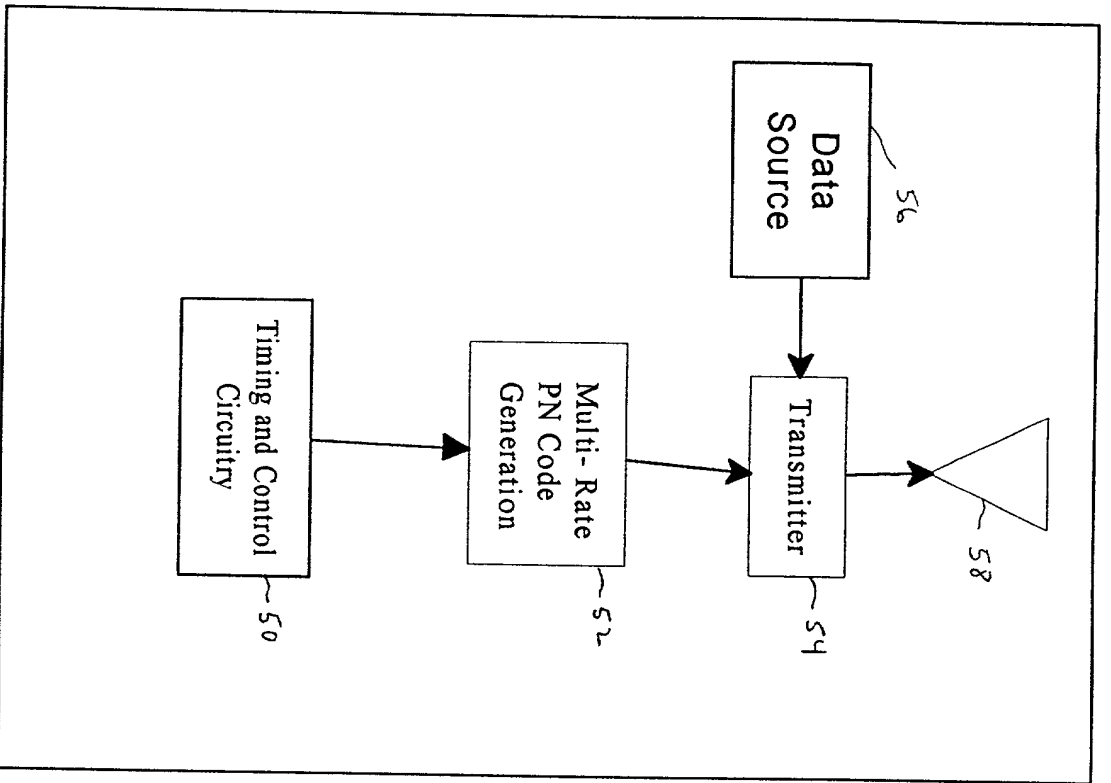 Data
Source
56
Timing and Control
Circuitry
50
Multi- Rate
PN Code
Generation
52
Transmitter
54
58